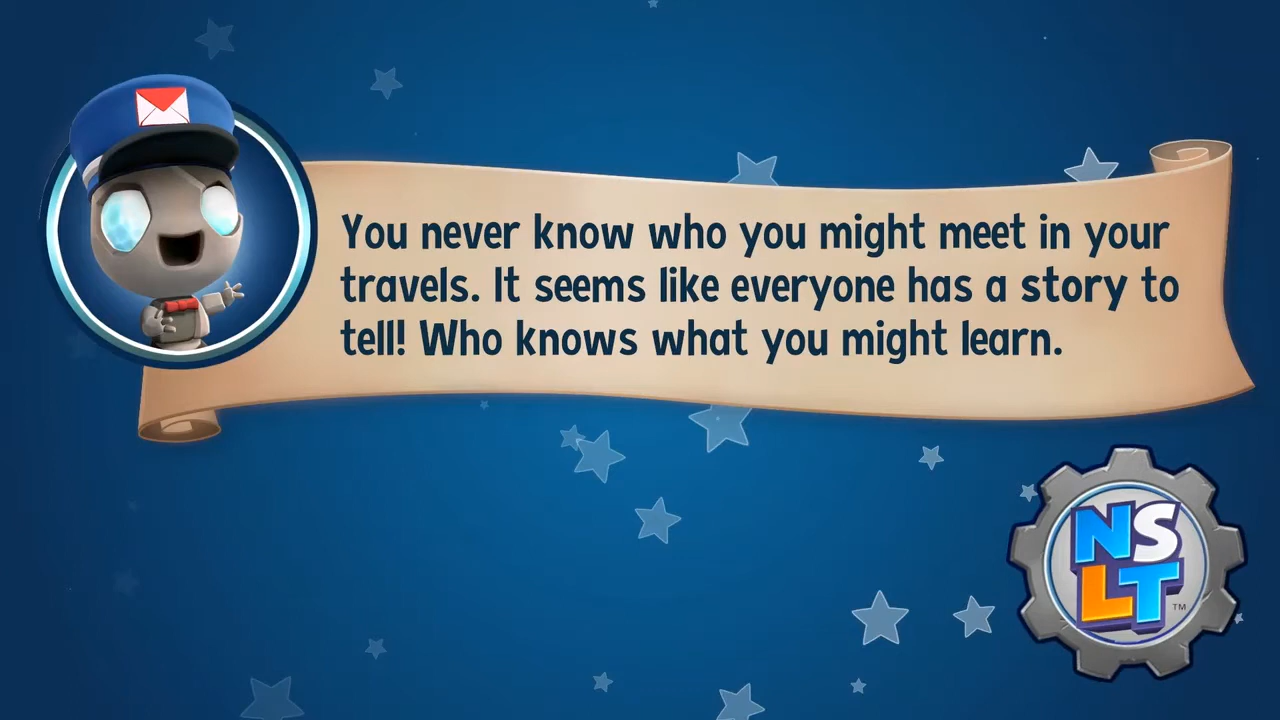 You never know who you might meet in your
travels. It seems like everyone has a story to
tell! Who knows what you might learn.
NS
LT
TM